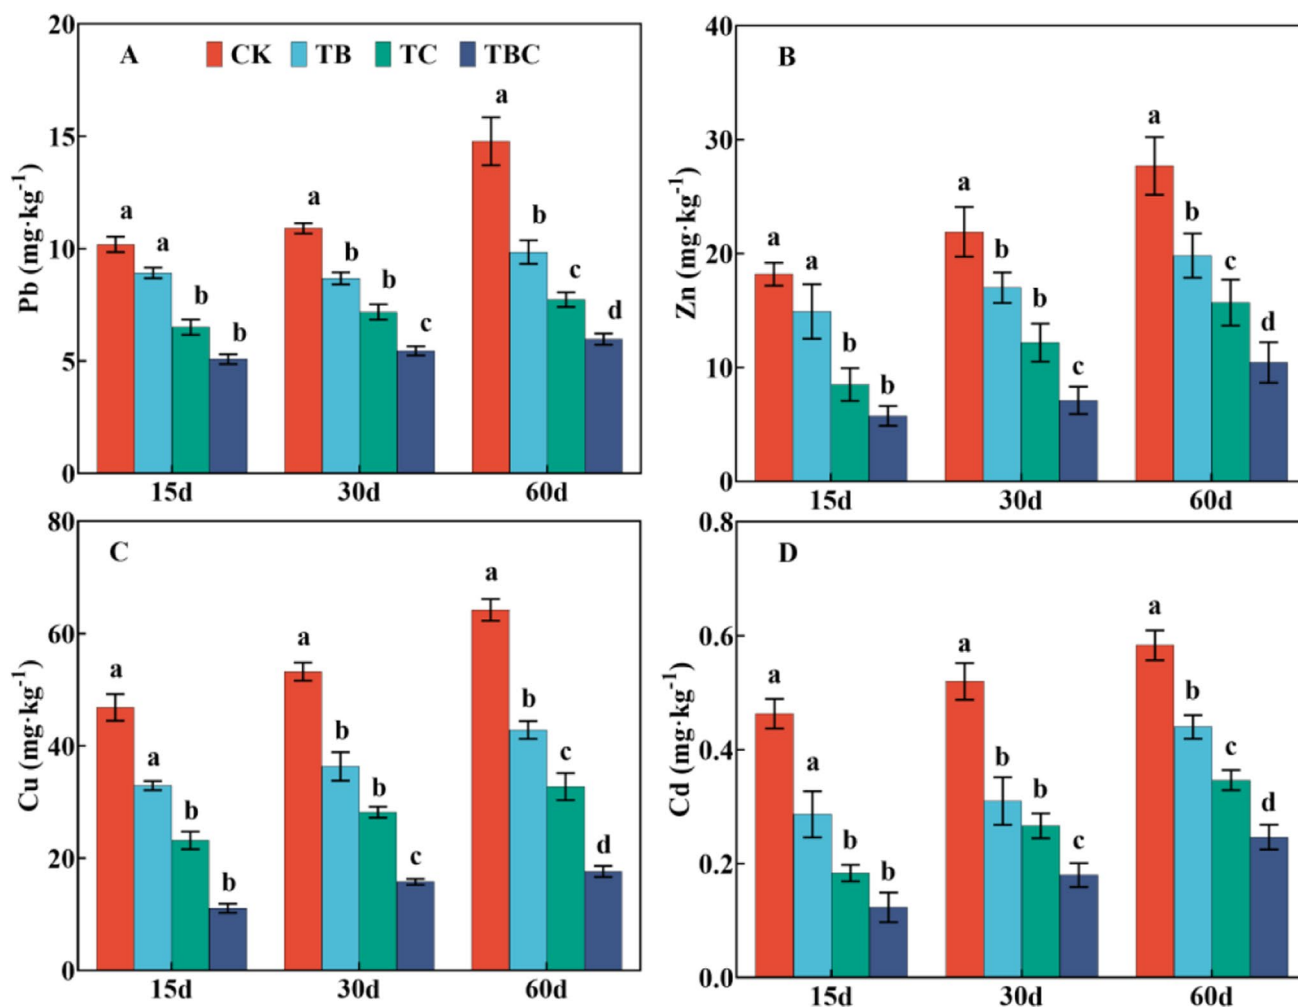 A CK TB TC TBC
Pb (mg·kg⁻¹)
20
15
10
5
0
a a b b
a b b c
a b c d
15d 30d 60d
B
Zn (mg·kg⁻¹)
40
30
20
10
0
a a b b
a b b c
a b c d
15d 30d 60d
C
Cu (mg·kg⁻¹)
80
60
40
20
0
a a b b
a b b c
a b c d
15d 30d 60d
D
Cd (mg·kg⁻¹)
0.8
0.6
0.4
0.2
0.0
a a b b
a b b c
a b c d
15d 30d 60d